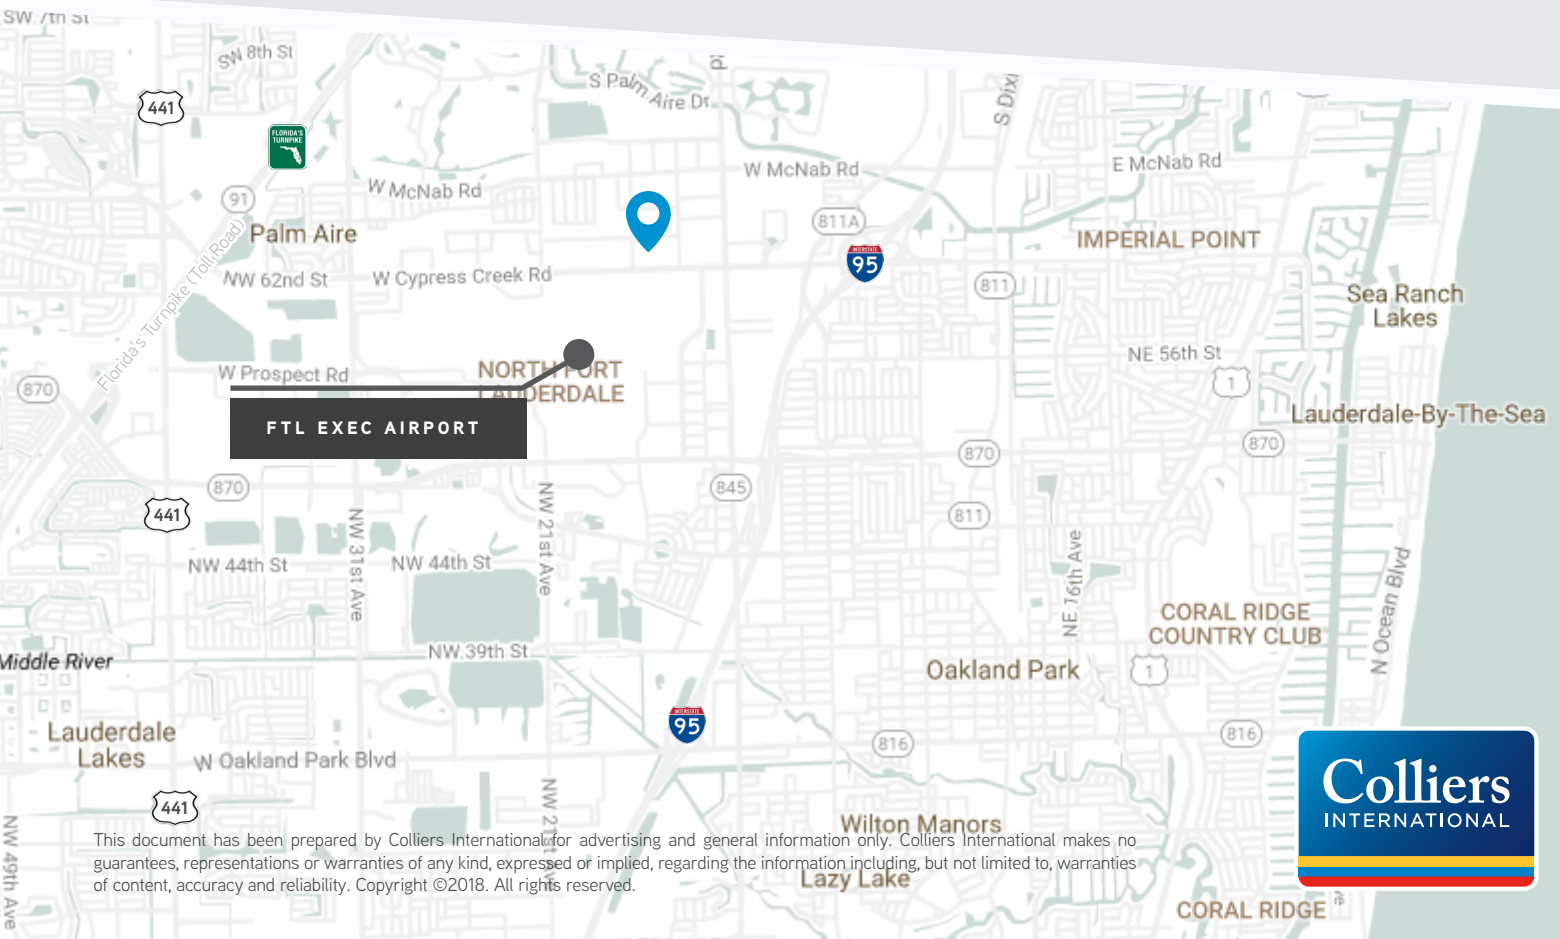 SW 7th St
SW 8th St
S Palm Aire Dr
S Dixi
441
FLORIDA'S
TURNPIKE
W McNab Rd
E McNab Rd
W McNab Rd
91
811A
Palm Aire
IMPERIAL POINT
INTERSTATE
95
NW 62nd St
W Cypress Creek Rd
811
Florida's Turnpike (Toll Road)
Sea Ranch
Lakes
NE 56th St
W Prospect Rd
NORTH FORT
LAUDERDALE
870
1
Lauderdale-By-The-Sea
FTL EXEC AIRPORT
870
870
870
845
441
811
NW 31st Ave
NW 21st Ave
NW 44th St
NW 44th St
NE 16th Ave
N Ocean Blvd
CORAL RIDGE
COUNTRY CLUB
NW 39th St
Middle River
Oakland Park
1
INTERSTATE
95
Lauderdale
Lakes
816
816
W Oakland Park Blvd
441
NW 21st Ave
NW 49th Ave
Wilton Manors
Colliers
INTERNATIONAL
This document has been prepared by Colliers International for advertising and general information only. Colliers International makes no
guarantees, representations or warranties of any kind, expressed or implied, regarding the information including, but not limited to, warranties
of content, accuracy and reliability. Copyright ©2018. All rights reserved.
Lazy Lake
CORAL RIDGE